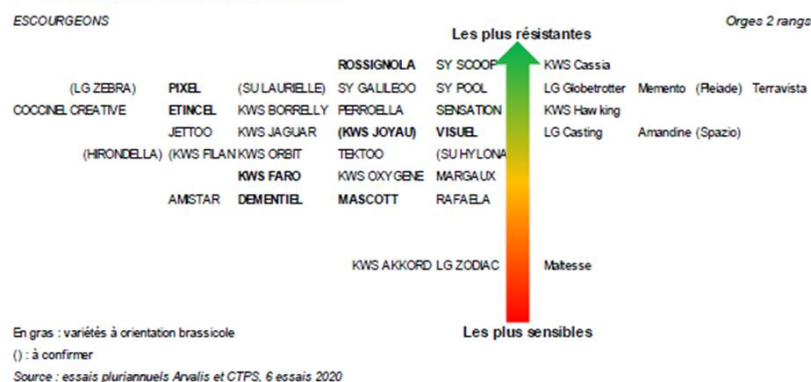 ESCOURGEONS Orges 2 rangs
Les plus résistantes
ROSSIGNOLA SY SCOOP KWS Cassia
(LG ZEBRA) PIXEL (SU LAURIELLE) SY GALILEOO SY POOL LG Globetrotter Memento (Pleiade) Terravista
COCCINEL CREATIVE ETINCEL KWS BORRELLY PERROELLA SENSATION KWS Hawking
JETTOO KWS JAGUAR (KWS JOYAU) VISUEL LG Casting Amandine (Spazio)
(HIRONDELLA) (KWS FILAN KWS ORBIT TEKTOO (SU HYLONA
KWS FARO KWS OXYGENE MARGAUX
AMISTAR DEMENTIEL MASCOTT RAFAELA
KWS AKKORD LG ZODIAC Maltesse
En gras : variétés à orientation brassicole
Les plus sensibles
() : à confirmer
Source : essais pluriannuels Arvalis et CTPS, 6 essais 2020